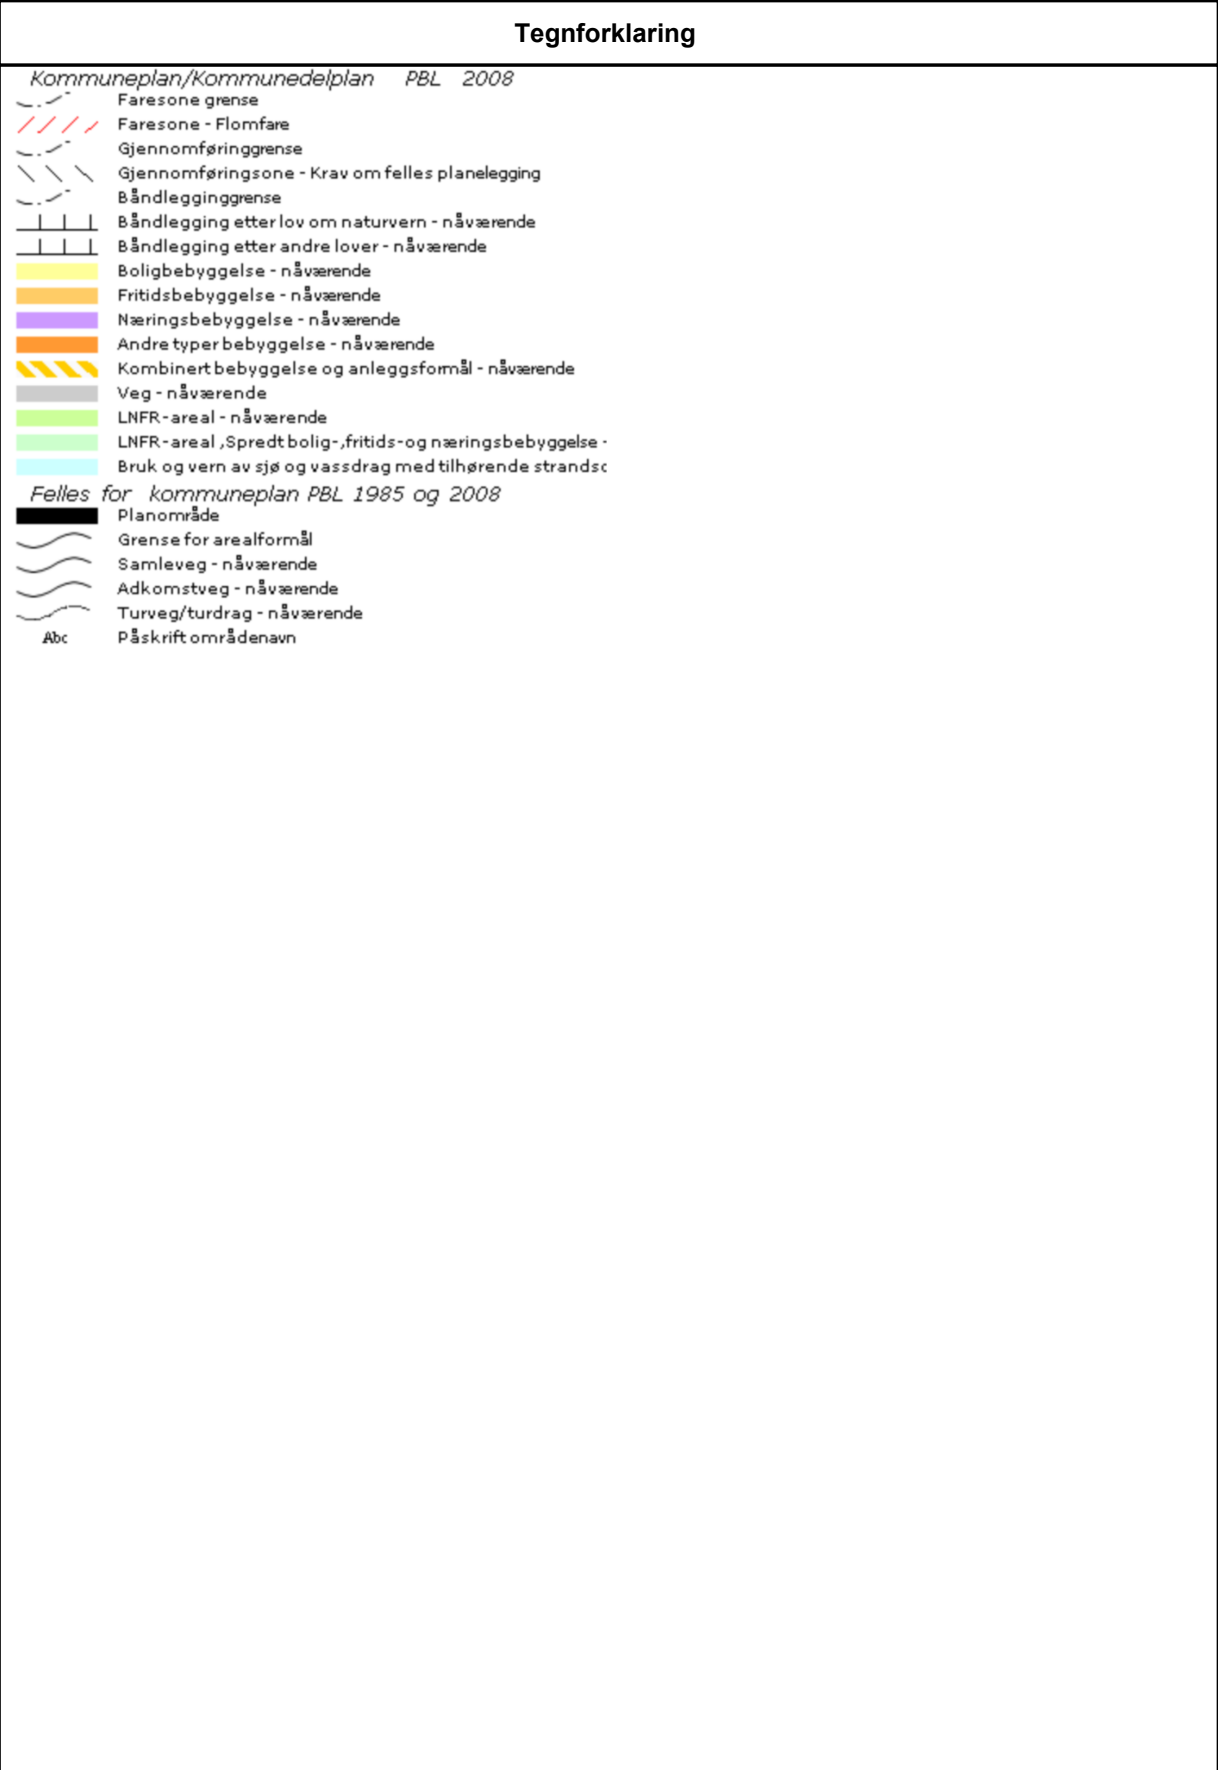 Tegnforklaring
Kommuneplan/Kommunedelplan PBL 2008
Faresone grense
Faresone - Flomfare
Gjennomføringgrense
Gjennomføringsone - Krav om felles planelegging
Båndlegginggrense
Båndlegging etter lov om naturvern - nåværende
Båndlegging etter andre lover - nåværende
Boligbebyggelse - nåværende
Fritidsbebyggelse - nåværende
Næringsbebyggelse - nåværende
Andre typer bebyggelse - nåværende
Kombinert bebyggelse og anleggsformål - nåværende
Veg - nåværende
LNFR-areal - nåværende
LNFR-areal ,Spredt bolig-,fritids-og næringsbebyggelse -
Bruk og vern av sjø og vassdrag med tilhørende
Felles for kommuneplan PBL 1985 og 2008
Planområde
Grense for arealformål
Samleveg - nåværende
Adkomstveg - nåværende
Turveg/turdrag - nåværende
Abc Påskrift områdenavn